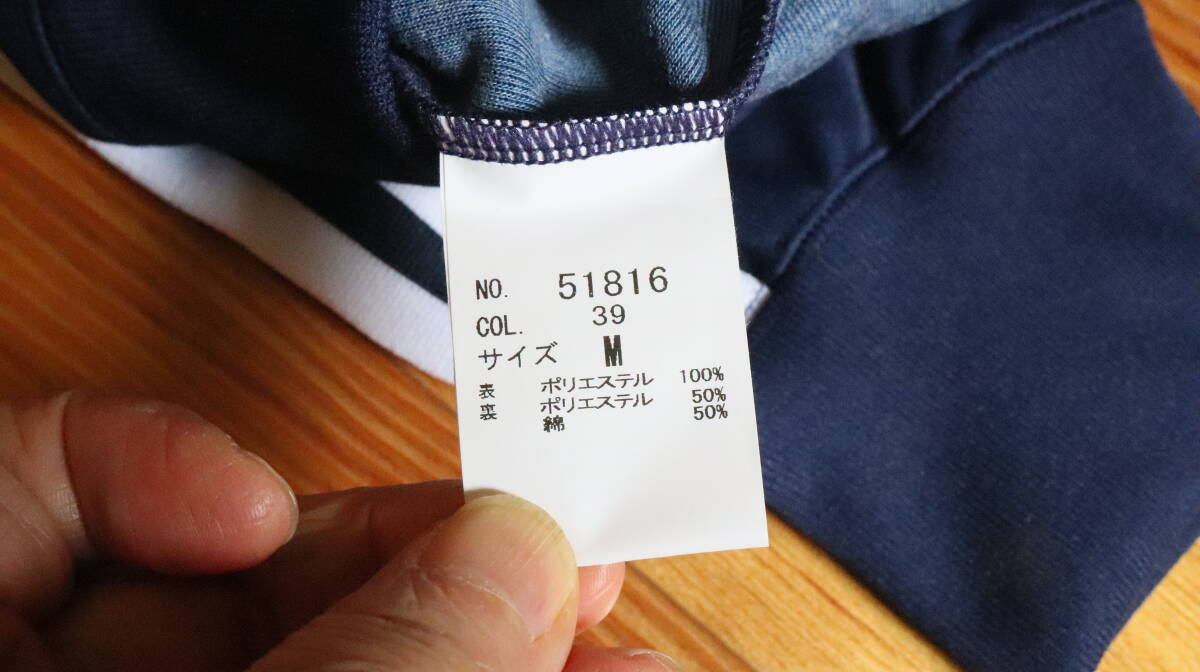 NO. 51816
COL. 39
サイズ M
表 ポリエステル 100%
裏 ポリエステル 50%
綿 50%